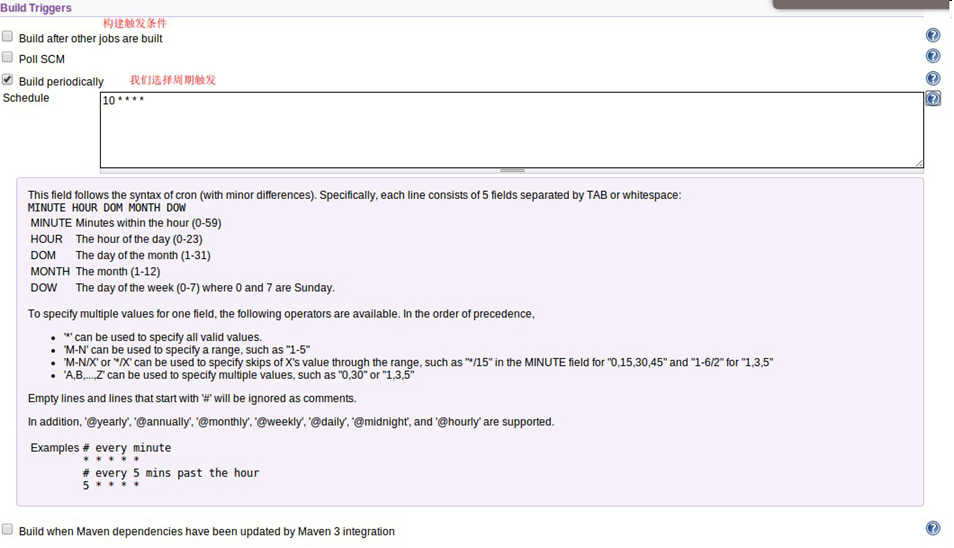 Build Triggers
构建触发条件
Build after other jobs are built
Poll SCM
Build periodically 我们选择周期触发
Schedule 10 * * * *
This field follows the syntax of cron (with minor differences). Specifically, each line consists of 5 fields separated by TAB or whitespace:
MINUTE HOUR DOM MONTH DOW
MINUTE Minutes within the hour (0-59)
HOUR The hour of the day (0-23)
DOM The day of the month (1-31)
MONTH The month (1-12)
DOW The day of the week (0-7) where 0 and 7 are Sunday.
To specify multiple values for one field, the following operators are available. In the order of precedence,
• '*' can be used to specify all valid values.
• 'M-N' can be used to specify a range, such as "1-5"
• 'M-N/X' or '*/X' can be used to specify skips of X's value through the range, such as "*/15" in the MINUTE field for "0,15,30,45" and "1-6/2" for "1,3,5"
• 'A,B,...,Z' can be used to specify multiple values, such as "0,30" or "1,3,5"
Empty lines and lines that start with '#' will be ignored as comments.
In addition, '@yearly', '@annually', '@monthly', '@weekly', '@daily', '@midnight', and '@hourly' are supported.
Examples # every minute
* * * * *
# every 5 mins past the hour
5 * * * *
Build when Maven dependencies have been updated by Maven 3 integration